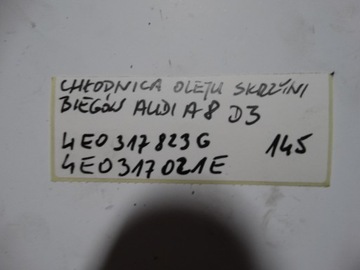 CHŁODNICA OLEJU SKRZYNI
BIEGÓW AUDI A8 D3
4E0317823G 145
4E0317021E